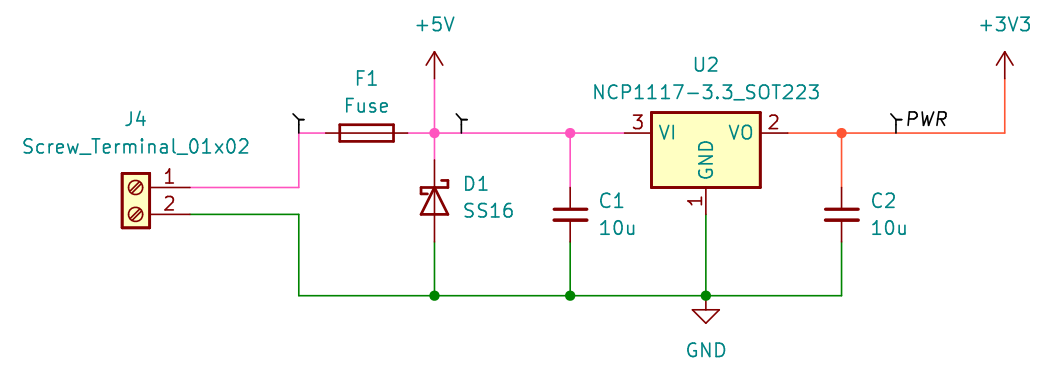 +5V
+3V3
F1
Fuse
U2
NCP1117-3.3_SOT223
J4
Screw_Terminal_01x02
1
2
3
VI
VO
2
PWR
GND
1
D1
SS16
C1
10u
C2
10u
GND